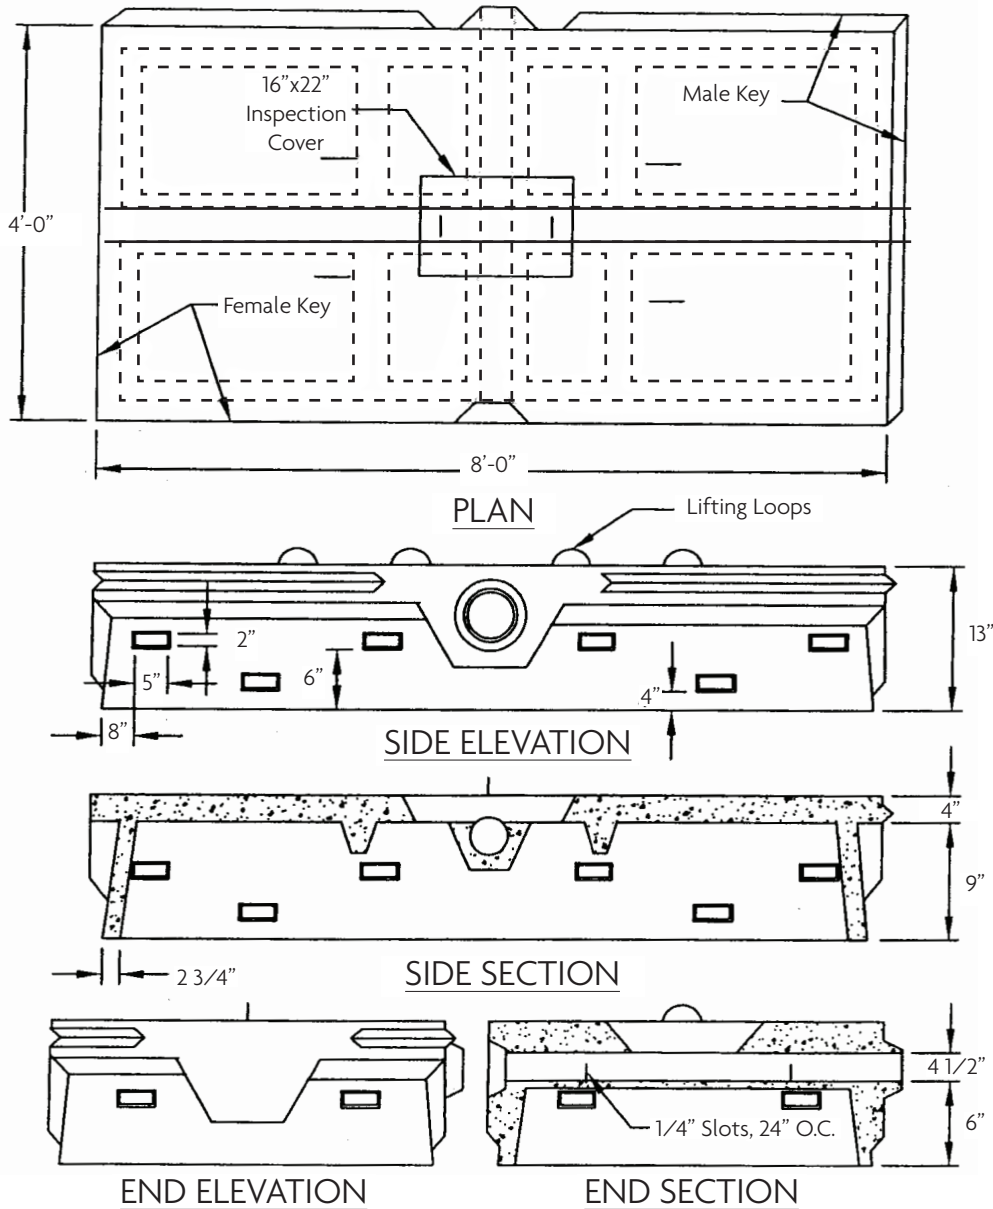 16”x22”
Inspection
Cover
Male Key
4’-0”
Female Key
8’-0”
PLAN
Lifting Loops
2”
13”
5”
6”
4”
8”
SIDE ELEVATION
4”
9”
2 3/4”
SIDE SECTION
4 1/2”
6”
1/4” Slots, 24” O.C.
END ELEVATION
END SECTION